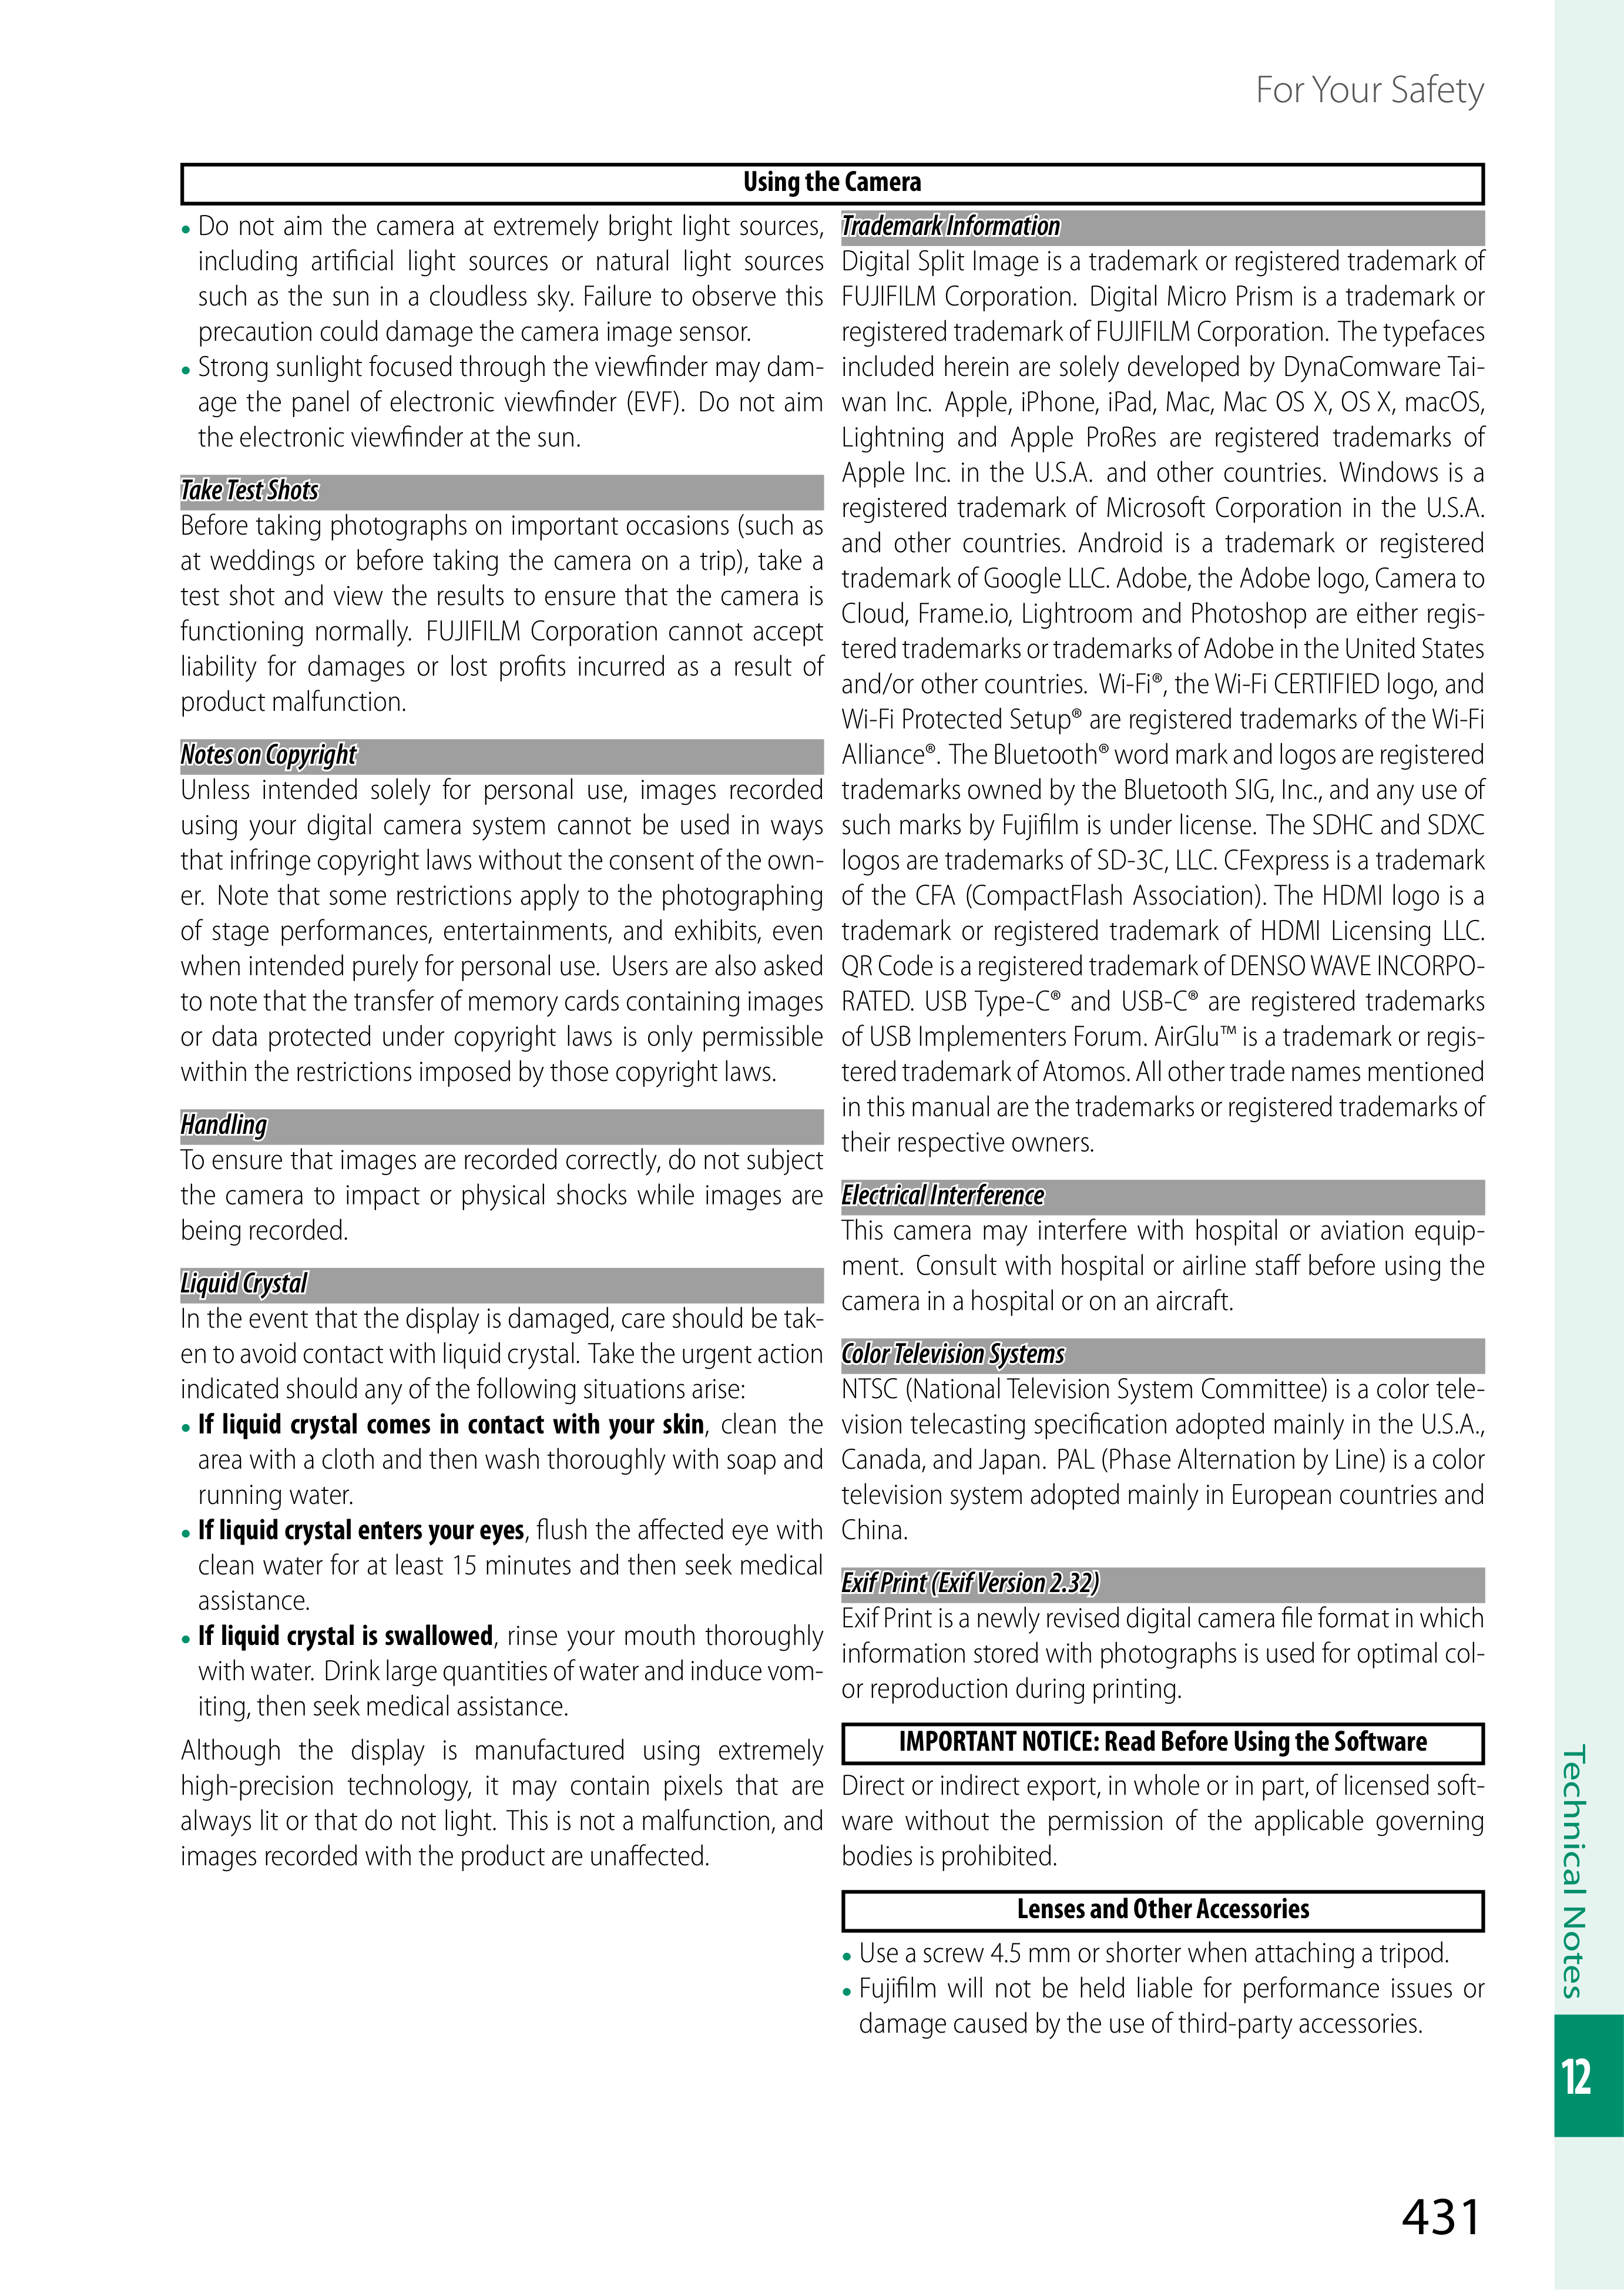 For Your Safety
Using the Camera
• Do not aim the camera at extremely bright light sources,
including artificial light sources or natural light sources
such as the sun in a cloudless sky. Failure to observe this
precaution could damage the camera image sensor.
• Strong sunlight focused through the viewfinder may dam-
age the panel of electronic viewfinder (EVF). Do not aim
the electronic viewfinder at the sun.
Take Test Shots
Before taking photographs on important occasions (such as
at weddings or before taking the camera on a trip), take a
test shot and view the results to ensure that the camera is
functioning normally. FUJIFILM Corporation cannot accept
liability for damages or lost profits incurred as a result of
product malfunction.
Notes on Copyright
Unless intended solely for personal use, images recorded
using your digital camera system cannot be used in ways
that infringe copyright laws without the consent of the own-
er. Note that some restrictions apply to the photographing
of stage performances, entertainments, and exhibits, even
when intended purely for personal use. Users are also asked
to note that the transfer of memory cards containing images
or data protected under copyright laws is only permissible
within the restrictions imposed by those copyright laws.
Handling
To ensure that images are recorded correctly, do not subject
the camera to impact or physical shocks while images are
being recorded.
Liquid Crystal
In the event that the display is damaged, care should be tak-
en to avoid contact with liquid crystal. Take the urgent action
indicated should any of the following situations arise:
• If liquid crystal comes in contact with your skin, clean the
area with a cloth and then wash thoroughly with soap and
running water.
• If liquid crystal enters your eyes, flush the affected eye with
clean water for at least 15 minutes and then seek medical
assistance.
• If liquid crystal is swallowed, rinse your mouth thoroughly
with water. Drink large quantities of water and induce vom-
iting, then seek medical assistance.
Although the display is manufactured using extremely
high-precision technology, it may contain pixels that are
always lit or that do not light. This is not a malfunction, and
images recorded with the product are unaffected.
Trademark Information
Digital Split Image is a trademark or registered trademark of
FUJIFILM Corporation. Digital Micro Prism is a trademark or
registered trademark of FUJIFILM Corporation. The typefaces
included herein are solely developed by DynaComware Tai-
wan Inc. Apple, iPhone, iPad, Mac, Mac OS X, OS X, macOS,
Lightning and Apple ProRes are registered trademarks of
Apple Inc. in the U.S.A. and other countries. Windows is a
registered trademark of Microsoft Corporation in the U.S.A.
and other countries. Android is a trademark or registered
trademark of Google LLC. Adobe, the Adobe logo, Camera to
Cloud, Frame.io, Lightroom and Photoshop are either regis-
tered trademarks or trademarks of Adobe in the United States
and/or other countries. Wi-Fi®, the Wi-Fi CERTIFIED logo, and
Wi-Fi Protected Setup® are registered trademarks of the Wi-Fi
Alliance®. The Bluetooth® word mark and logos are registered
trademarks owned by the Bluetooth SIG, Inc., and any use of
such marks by Fujifilm is under license. The SDHC and SDXC
logos are trademarks of SD-3C, LLC. CFexpress is a trademark
of the CFA (CompactFlash Association). The HDMI logo is a
trademark or registered trademark of HDMI Licensing LLC.
QR Code is a registered trademark of DENSO WAVE INCORPO-
RATED. USB Type-C® and USB-C® are registered trademarks
of USB Implementers Forum. AirGlu™ is a trademark or regis-
tered trademark of Atomos. All other trade names mentioned
in this manual are the trademarks or registered trademarks of
their respective owners.
Electrical Interference
This camera may interfere with hospital or aviation equip-
ment. Consult with hospital or airline staff before using the
camera in a hospital or on an aircraft.
Color Television Systems
NTSC (National Television System Committee) is a color tele-
vision telecasting specification adopted mainly in the U.S.A.,
Canada, and Japan. PAL (Phase Alternation by Line) is a color
television system adopted mainly in European countries and
China.
Exif Print (Exif Version 2.32)
Exif Print is a newly revised digital camera file format in which
information stored with photographs is used for optimal col-
or reproduction during printing.
IMPORTANT NOTICE: Read Before Using the Software
Direct or indirect export, in whole or in part, of licensed soft-
ware without the permission of the applicable governing
bodies is prohibited.
Lenses and Other Accessories
• Use a screw 4.5 mm or shorter when attaching a tripod.
• Fujifilm will not be held liable for performance issues or
damage caused by the use of third-party accessories.
Technical Notes
12
431